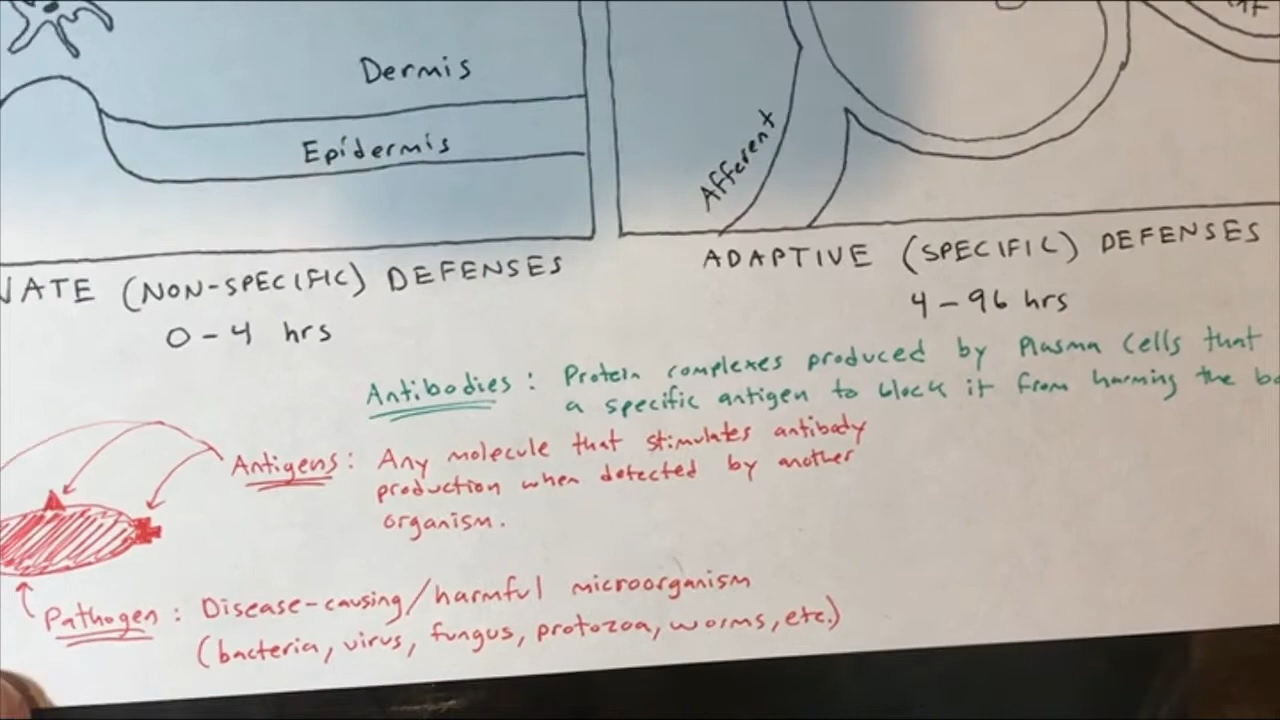 Dermis
Epidermis
Afferent
VATE (NON-SPECIFIC) DEFENSES
0-4 hrs
ADAPTIVE (SPECIFIC) DEFENSES
4-96 hrs
Antibodies: Protein complexes produced by Plasma Cells that
a specific antigen to block it from harming the bo
Antigens: Any molecule that stimulates antibody
production when detected by another
organism.
Pathogen: Disease-causing/harmful microorganism
(bacteria, virus, fungus, protozoa, worms, etc.)